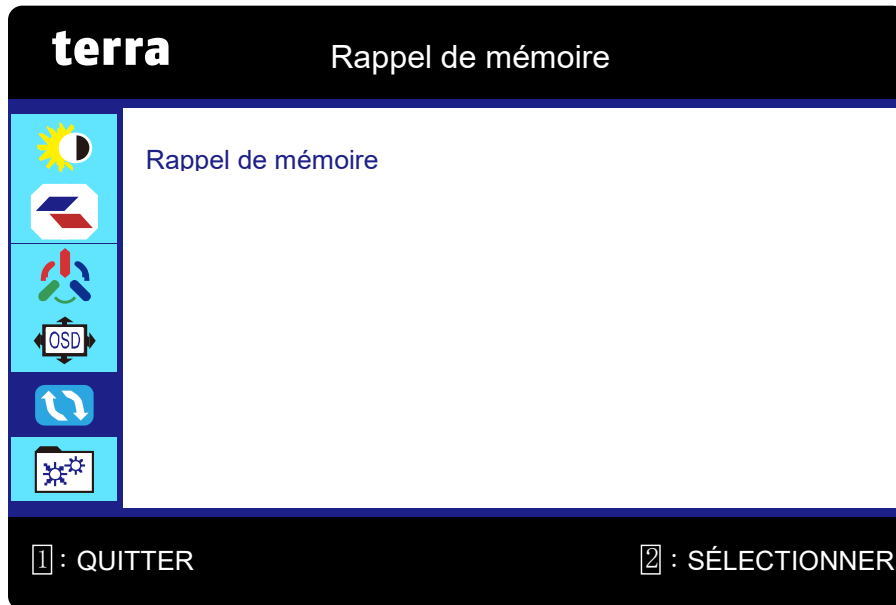 terra
Rappel de mémoire
Rappel de mémoire
OSD
1 : QUITTER
2 : SÉLECTIONNER